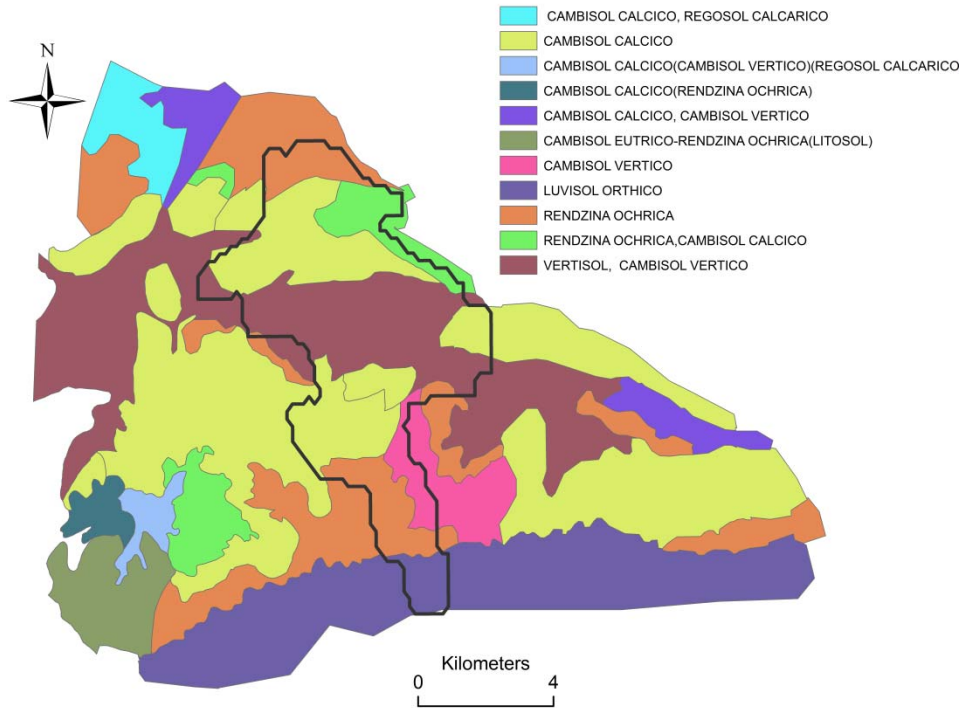 CAMBISOL CALCICO, REGOSOL CALCARICO
CAMBISOL CALCICO
CAMBISOL CALCICO(CAMBISOL VERTICO)(REGOSOL CALCARICO
CAMBISOL CALCICO(RENDZINA OCHRICA)
CAMBISOL CALCICO, CAMBISOL VERTICO
CAMBISOL EUTRICO-RENDZINA OCHRICA(LITOSOL)
CAMBISOL VERTICO
LUVISOL ORTHICO
RENDZINA OCHRICA
RENDZINA OCHRICA,CAMBISOL CALCICO
VERTISOL, CAMBISOL VERTICO
N
Kilometers
0 4